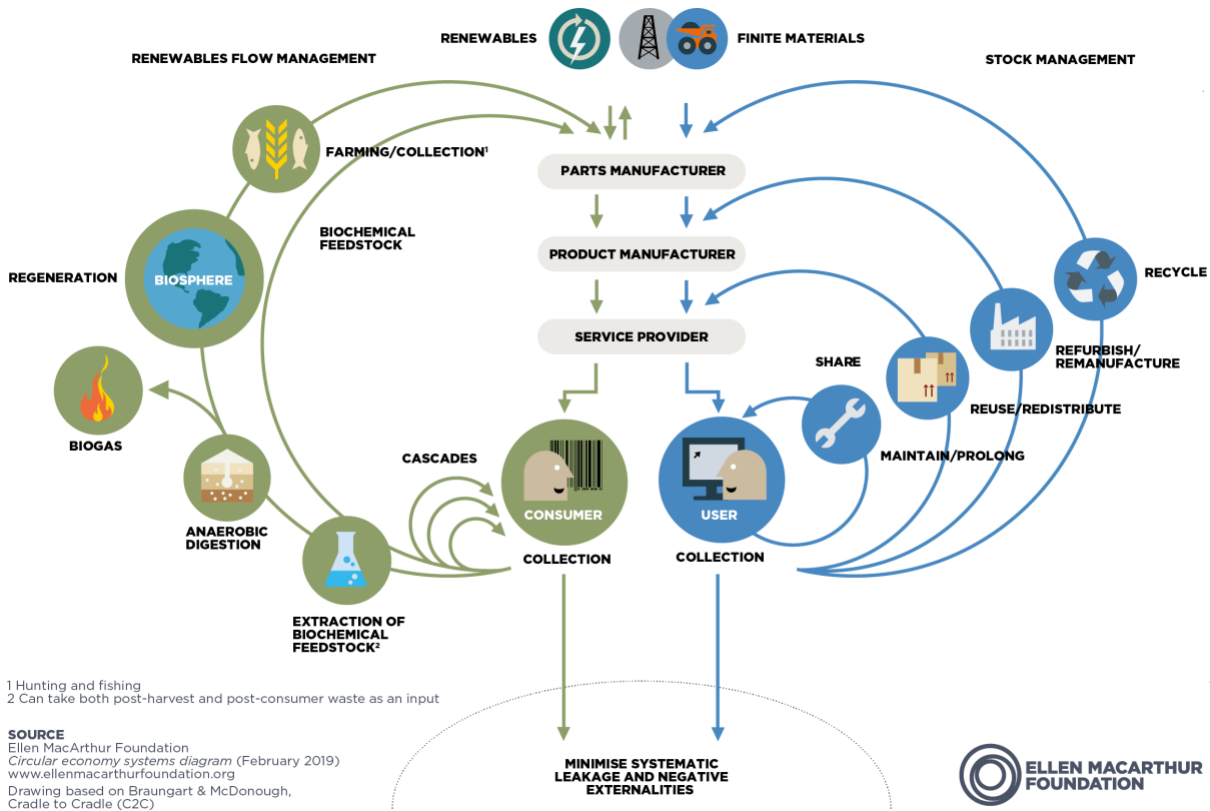 RENEWABLES
FINITE MATERIALS
RENEWABLES FLOW MANAGEMENT
STOCK MANAGEMENT
FARMING/COLLECTION¹
PARTS MANUFACTURER
BIOCHEMICAL
FEEDSTOCK
PRODUCT MANUFACTURER
REGENERATION
BIOSPHERE
RECYCLE
SERVICE PROVIDER
SHARE
REFURBISH/
REMANUFACTURE
REUSE/REDISTRIBUTE
BIOGAS
CASCADES
MAINTAIN/PROLONG
CONSUMER
USER
ANAEROBIC
DIGESTION
COLLECTION
COLLECTION
EXTRACTION OF
BIOCHEMICAL
FEEDSTOCK²
1 Hunting and fishing
2 Can take both post-harvest and post-consumer waste as an input
SOURCE
Ellen MacArthur Foundation
Circular economy systems diagram (February 2019)
www.ellenmacarthurfoundation.org
Drawing based on Braungart & McDonough,
Cradle to Cradle (C2C)
MINIMISE SYSTEMATIC
LEAKAGE AND NEGATIVE
EXTERNALITIES
ELLEN MACARTHUR
FOUNDATION